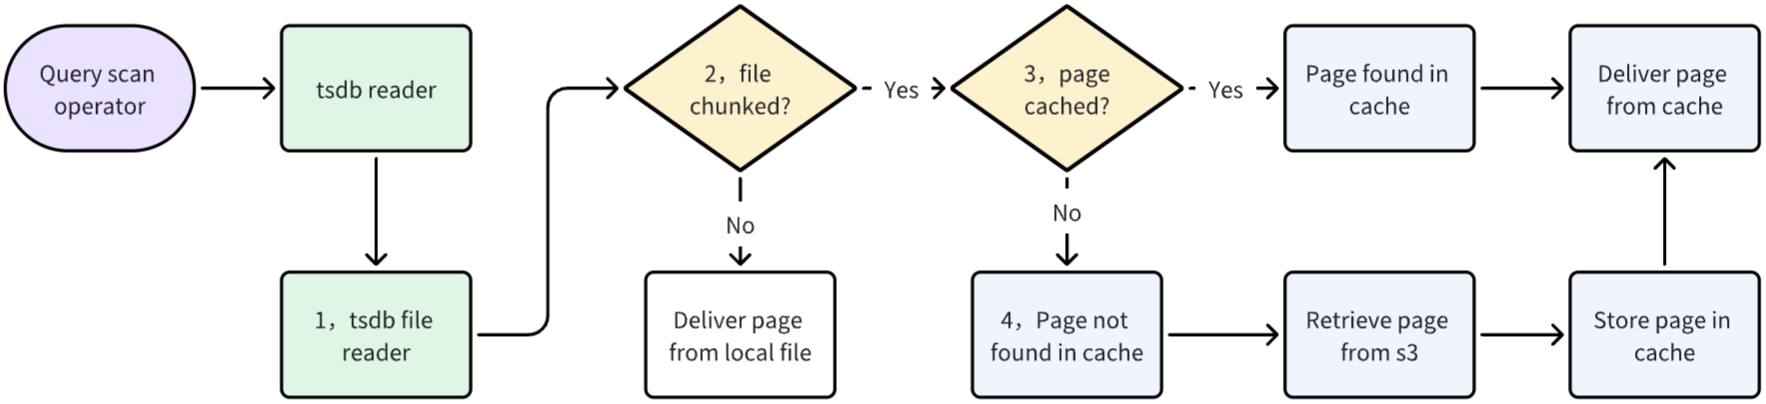 Query scan
operator
tsdb reader
2，file
chunked?
Yes
3，page
cached?
Yes
Page found in
cache
Deliver page
from cache
No
No
1，tsdb file
reader
Deliver page
from local file
4，Page not
found in cache
Retrieve page
from s3
Store page in
cache